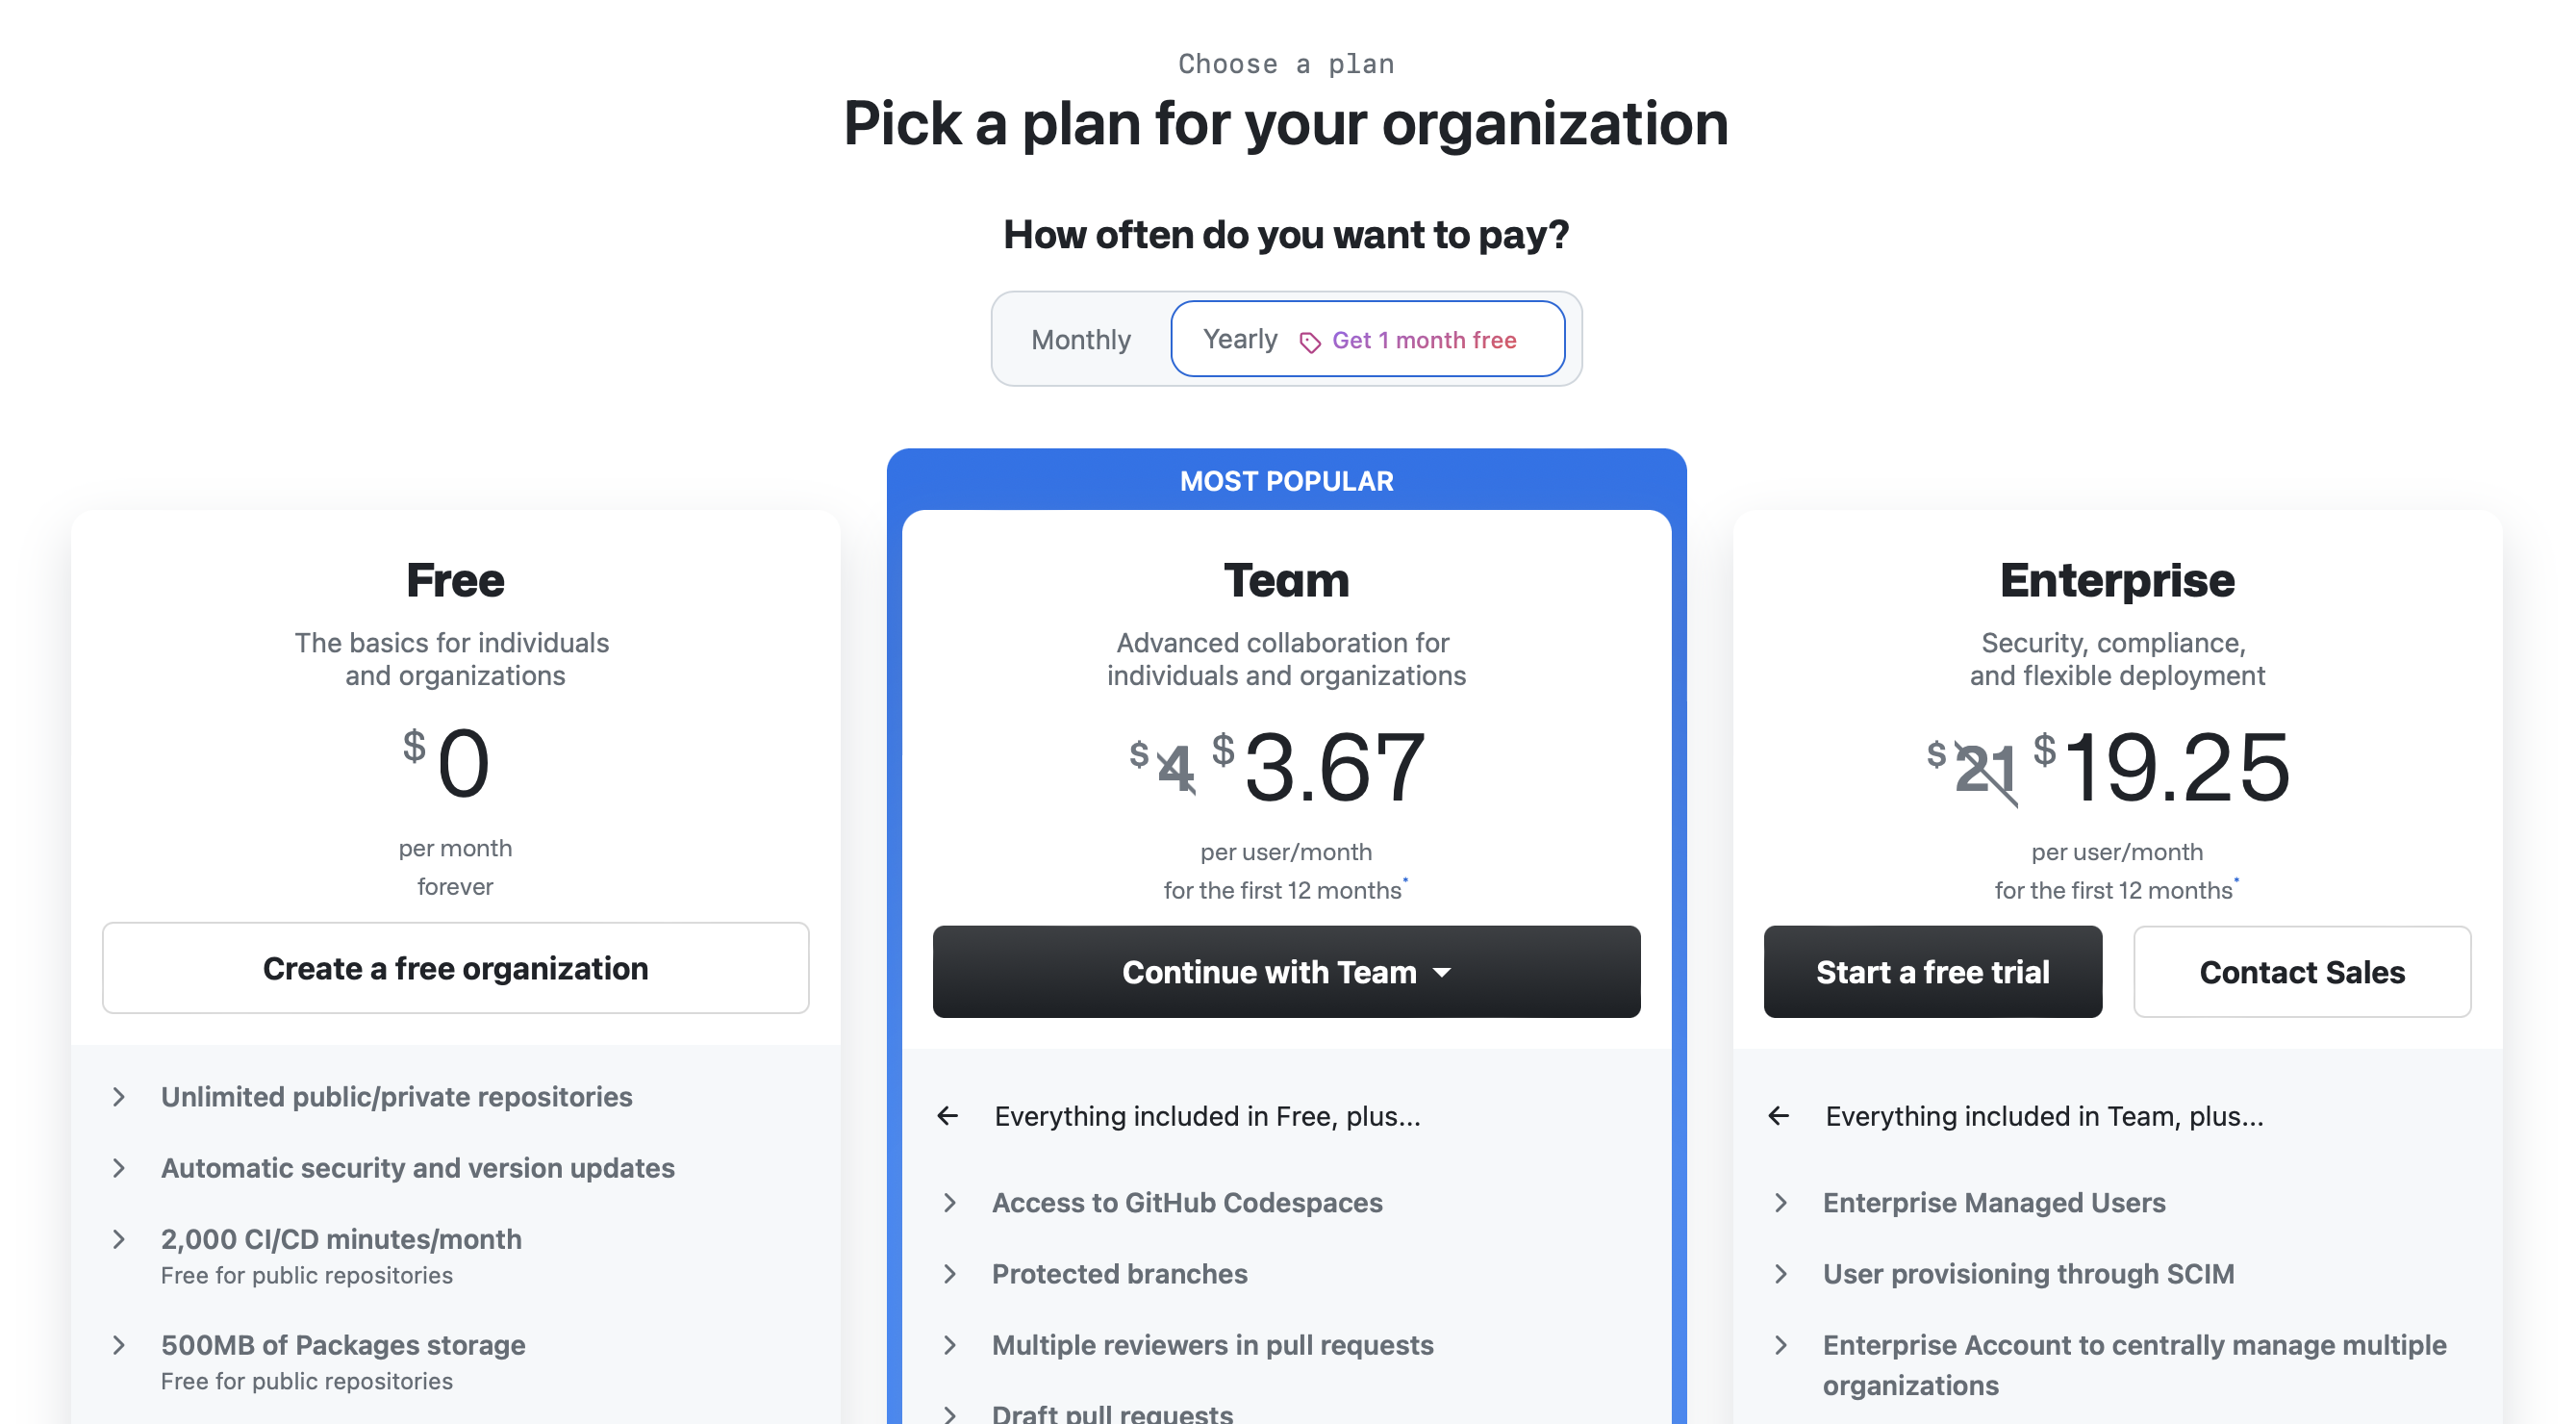 Choose a plan
Pick a plan for your organization
How often do you want to pay?
Monthly
Yearly Get 1 month free
MOST POPULAR
Free
The basics for individuals
and organizations
$0
per month
forever
Create a free organization
Unlimited public/private repositories
Automatic security and version updates
2,000 CI/CD minutes/month
Free for public repositories
500MB of Packages storage
Free for public repositories
Team
Advanced collaboration for
individuals and organizations
$4 $3.67
per user/month
for the first 12 months*
Continue with Team
Everything included in Free, plus...
Access to GitHub Codespaces
Protected branches
Multiple reviewers in pull requests
Draft pull requests
Enterprise
Security, compliance,
and flexible deployment
$21 $19.25
per user/month
for the first 12 months*
Start a free trial
Contact Sales
Everything included in Team, plus...
Enterprise Managed Users
User provisioning through SCIM
Enterprise Account to centrally manage multiple
organizations